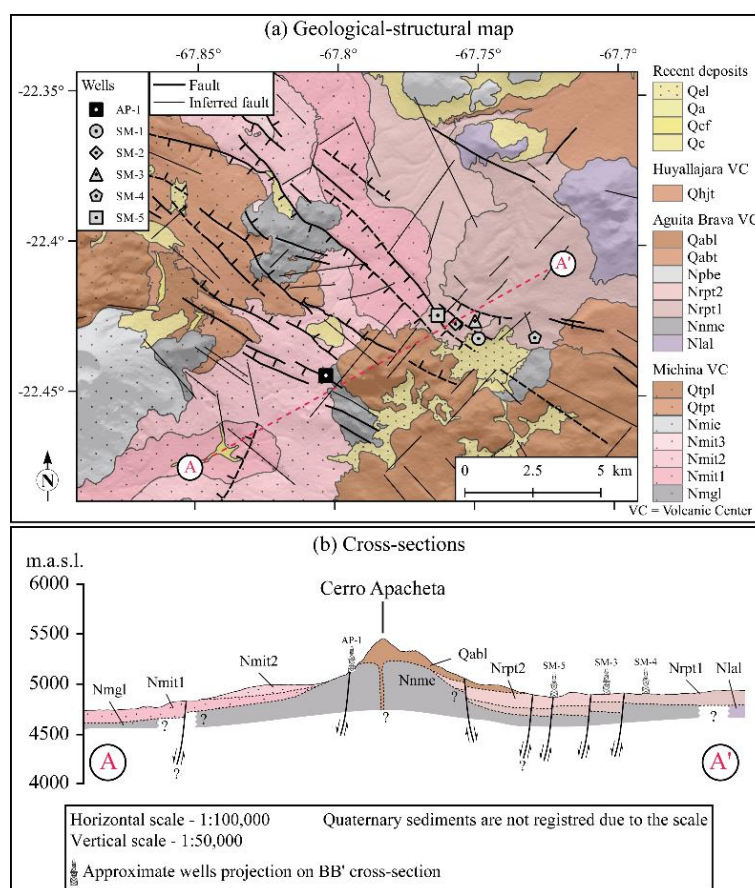 (a) Geological-structural map
-67.85° -67.8° -67.75° -67.7°
-22.35°
-22.4°
-22.45°
Wells
AP-1
SM-1
SM-2
SM-3
SM-4
SM-5
Fault
Inferred fault
A'
A
N
0 2.5 5 km
Recent deposits
Qel
Qa
Qcf
Qc
Huyallajara VC
Qhjt
Aguita Brava VC
Qabl
Qabt
Npbe
Nrpt2
Nrpt1
Nnme
Nlal
Michina VC
Qtpl
Qtpt
Nmie
Nmit3
Nmit2
Nmit1
Nmgl
VC = Volcanic Center
(b) Cross-sections
m.a.s.l.
6000
5500
5000
4500
4000
Cerro Apacheta
AP-1
Nmgl
Nmit1
Nmit2
Nnmc
Qabl
Nrpt2
SM-5
SM-3
SM-4
Nrpt1
Nlal
? ? ? ? ? ? ?
A
A'
Horizontal scale - 1:100,000 Quaternary sediments are not registred due to the scale
Vertical scale - 1:50,000
Approximate wells projection on BB' cross-section